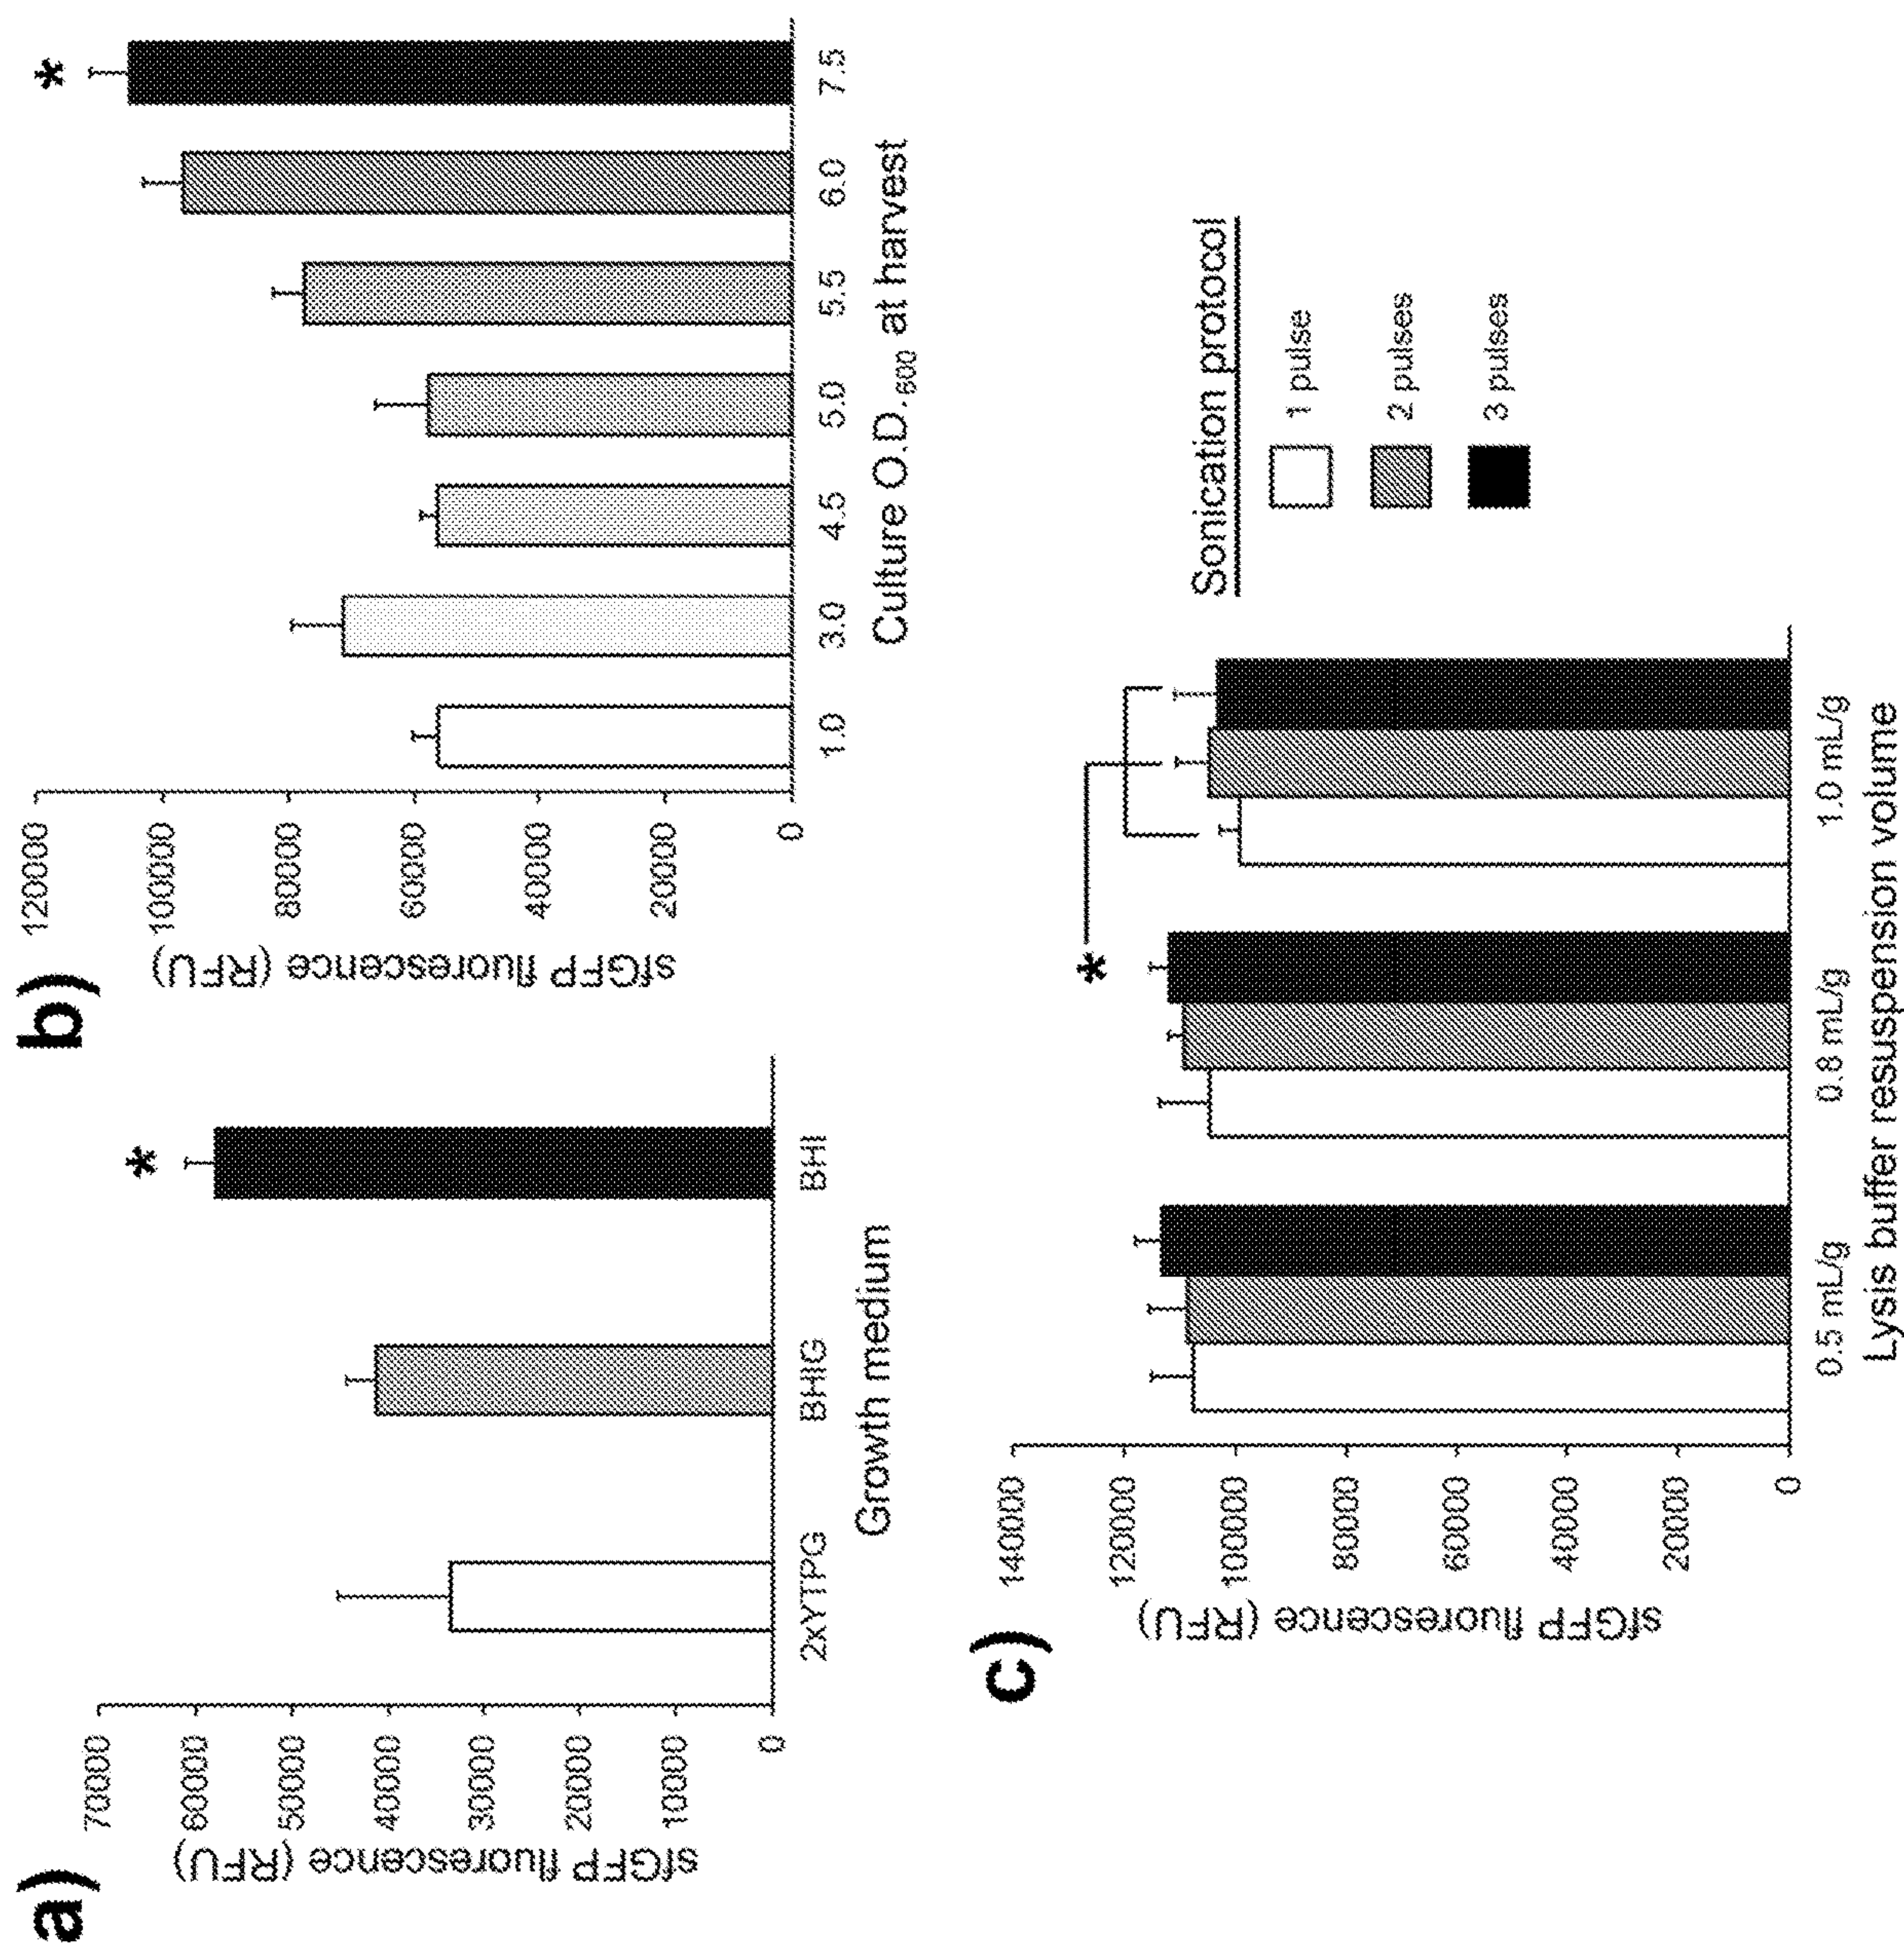 a)
sfGFP fluorescence (RFU)
70000
60000
50000
40000
30000
20000
10000
0
*
2xYTPG BHIG BHI
Growth medium
b)
sfGFP fluorescence (RFU)
120000
100000
80000
60000
40000
20000
0
*
1.0 3.0 4.5 5.0 5.5 6.0 7.5
Culture O.D.600 at harvest
c)
sfGFP fluorescence (RFU)
140000
120000
100000
80000
60000
40000
20000
0
*
0.5 mL/g 0.8 mL/g 1.0 mL/g
Lysis buffer resuspension volume
Sonication protocol
1 pulse
2 pulses
3 pulses